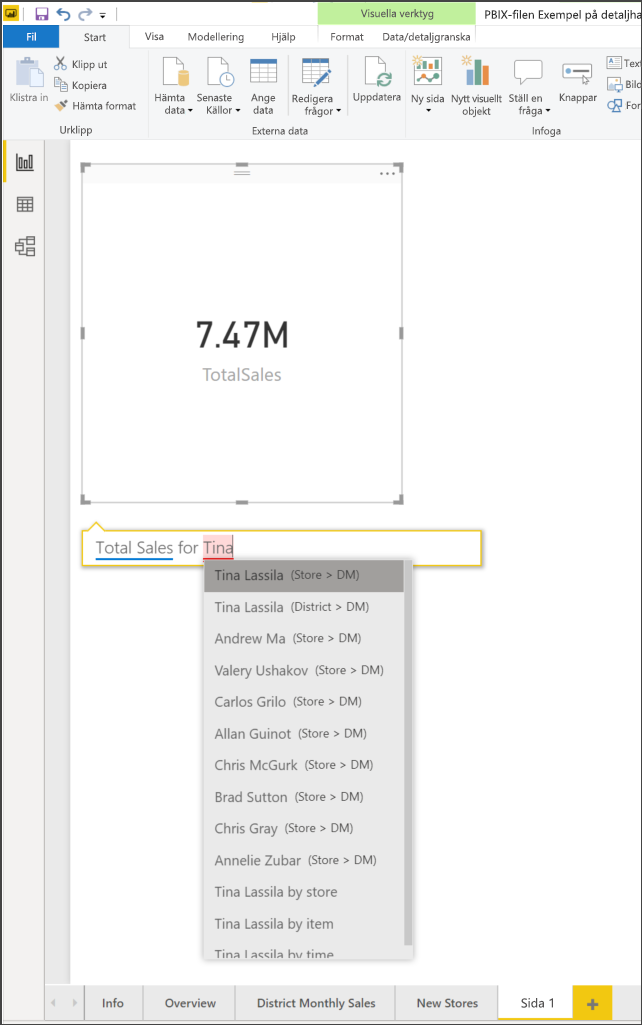 Visuella verktyg
PBIX-filen Exempel på detaljha
Fil
Start
Visa
Modellering
Hjälp
Format
Data/detaljgranska
Klistra in
Klipp ut
Kopiera
Hämta format
Urklipp
Hämta data
Senaste Källor
Ange data
Redigera frågor
Externa data
Uppdatera
Ny sida
Nytt visuellt objekt
Ställ en fråga
Knappar
Text
Bild
For
Infoga
7.47M
TotalSales
Total Sales for Tina
Tina Lassila (Store > DM)
Tina Lassila (District > DM)
Andrew Ma (Store > DM)
Valery Ushakov (Store > DM)
Carlos Grilo (Store > DM)
Allan Guinot (Store > DM)
Chris McGurk (Store > DM)
Brad Sutton (Store > DM)
Chris Gray (Store > DM)
Annelie Zubar (Store > DM)
Tina Lassila by store
Tina Lassila by item
Tina Lassila by time
Info
Overview
District Monthly Sales
New Stores
Sida 1